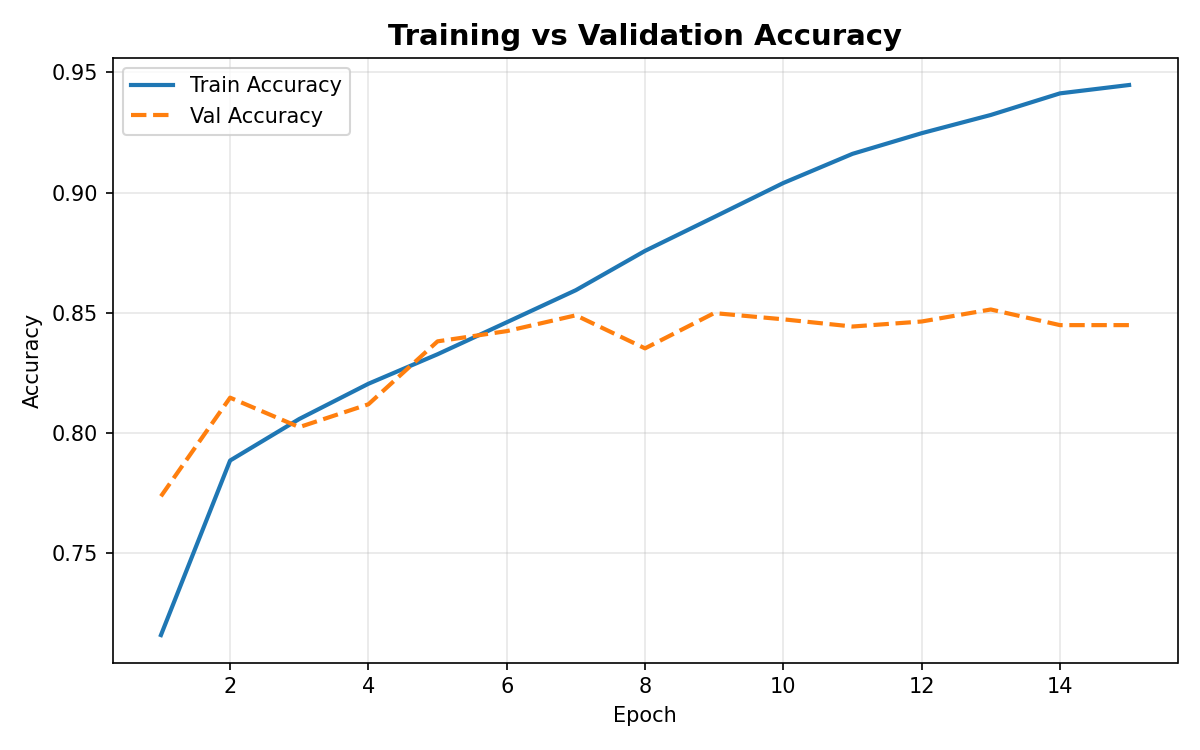 Training vs Validation Accuracy
Train Accuracy
Val Accuracy
0.95
0.90
0.85
0.80
0.75
Accuracy
2 4 6 8 10 12 14
Epoch